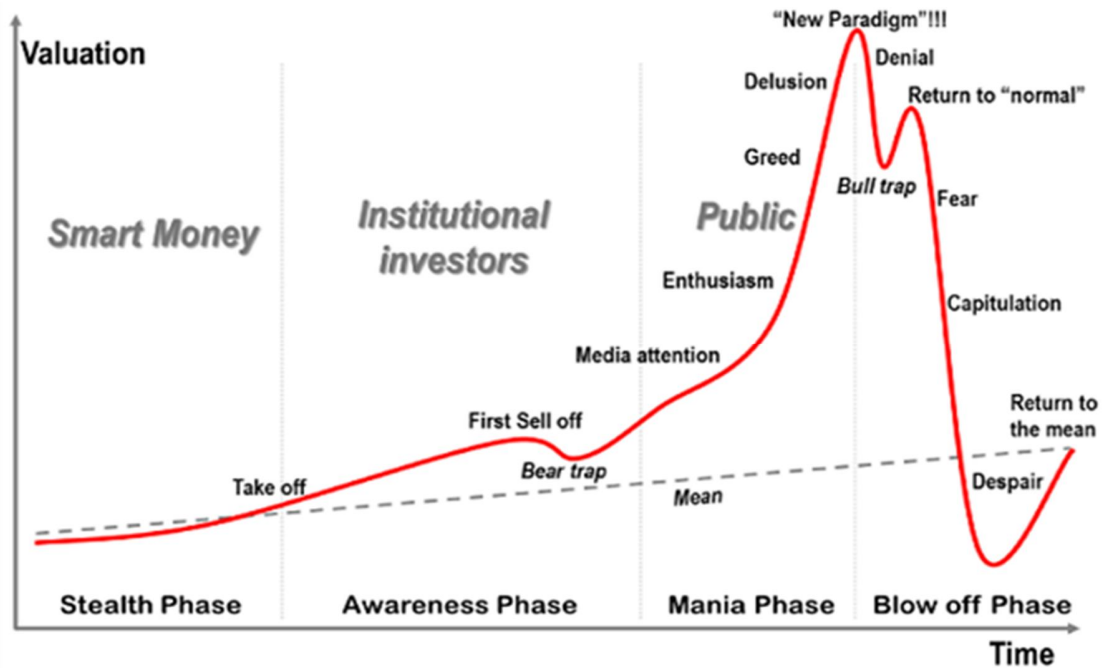 "New Paradigm"!!!
Valuation
Denial
Delusion
Return to "normal"
Greed
Bull trap
Fear
Smart Money
Institutional
investors
Public
Enthusiasm
Capitulation
Media attention
First Sell off
Return to
the mean
Bear trap
Take off
Mean
Despair
Stealth Phase
Awareness Phase
Mania Phase
Blow off Phase
Time